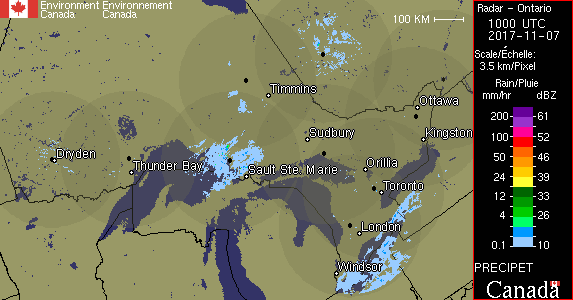 Environment Environnement
Canada Canada
100 KM
Timmins
Ottawa
Sudbury
Kingston
Dryden
Thunder Bay
Sault Ste. Marie
Orillia
Toronto
London
Windsor
Radar - Ontario
1000 UTC
2017-11-07
Scale/Échelle:
3.5 km/Pixel
Rain/Pluie
mm/hr dBZ
200 61
100 52
50 46
24 39
12 33
4 26
2 20
0.1 10
PRECIPET
Canada